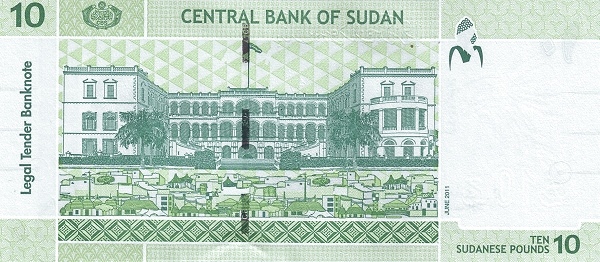 10
CENTRAL BANK OF SUDAN
Legal Tender Banknote
JUNE 2011
TEN
SUDANESE POUNDS
10